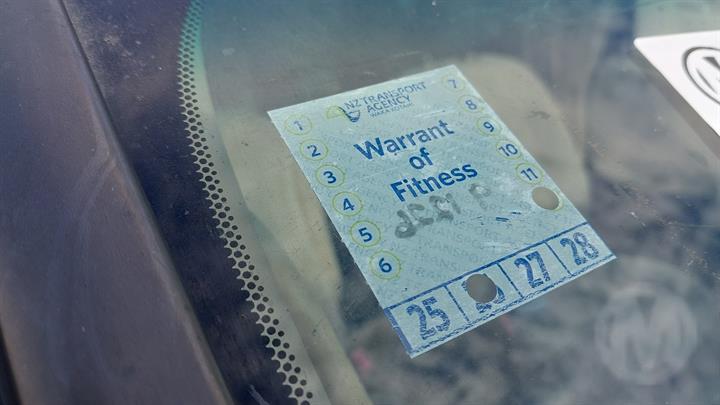 NZ TRANSPORT
AGENCY
WAKA KOTAHI
Warrant
of
Fitness
1
2
3
4
5
6
7
8
9
10
11
25
27
28
M